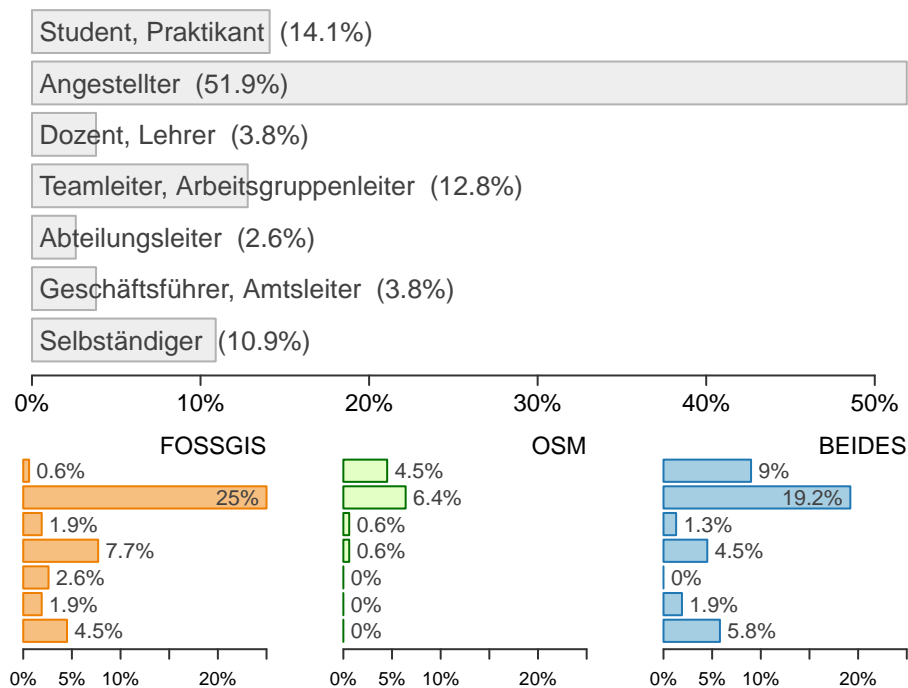 Student, Praktikant (14.1%)
Angestellter (51.9%)
Dozent, Lehrer (3.8%)
Teamleiter, Arbeitsgruppenleiter (12.8%)
Abteilungsleiter (2.6%)
Geschäftsführer, Amtsleiter (3.8%)
Selbständiger (10.9%)
0% 10% 20% 30% 40% 50%
FOSSGIS OSM BEIDES
0.6% 4.5% 9%
25% 6.4% 19.2%
1.9% 0.6% 1.3%
7.7% 0.6% 4.5%
2.6% 0% 0%
1.9% 0% 1.9%
4.5% 0% 5.8%
0% 5% 10% 20% 0% 5% 10% 20% 0% 5% 10% 20%